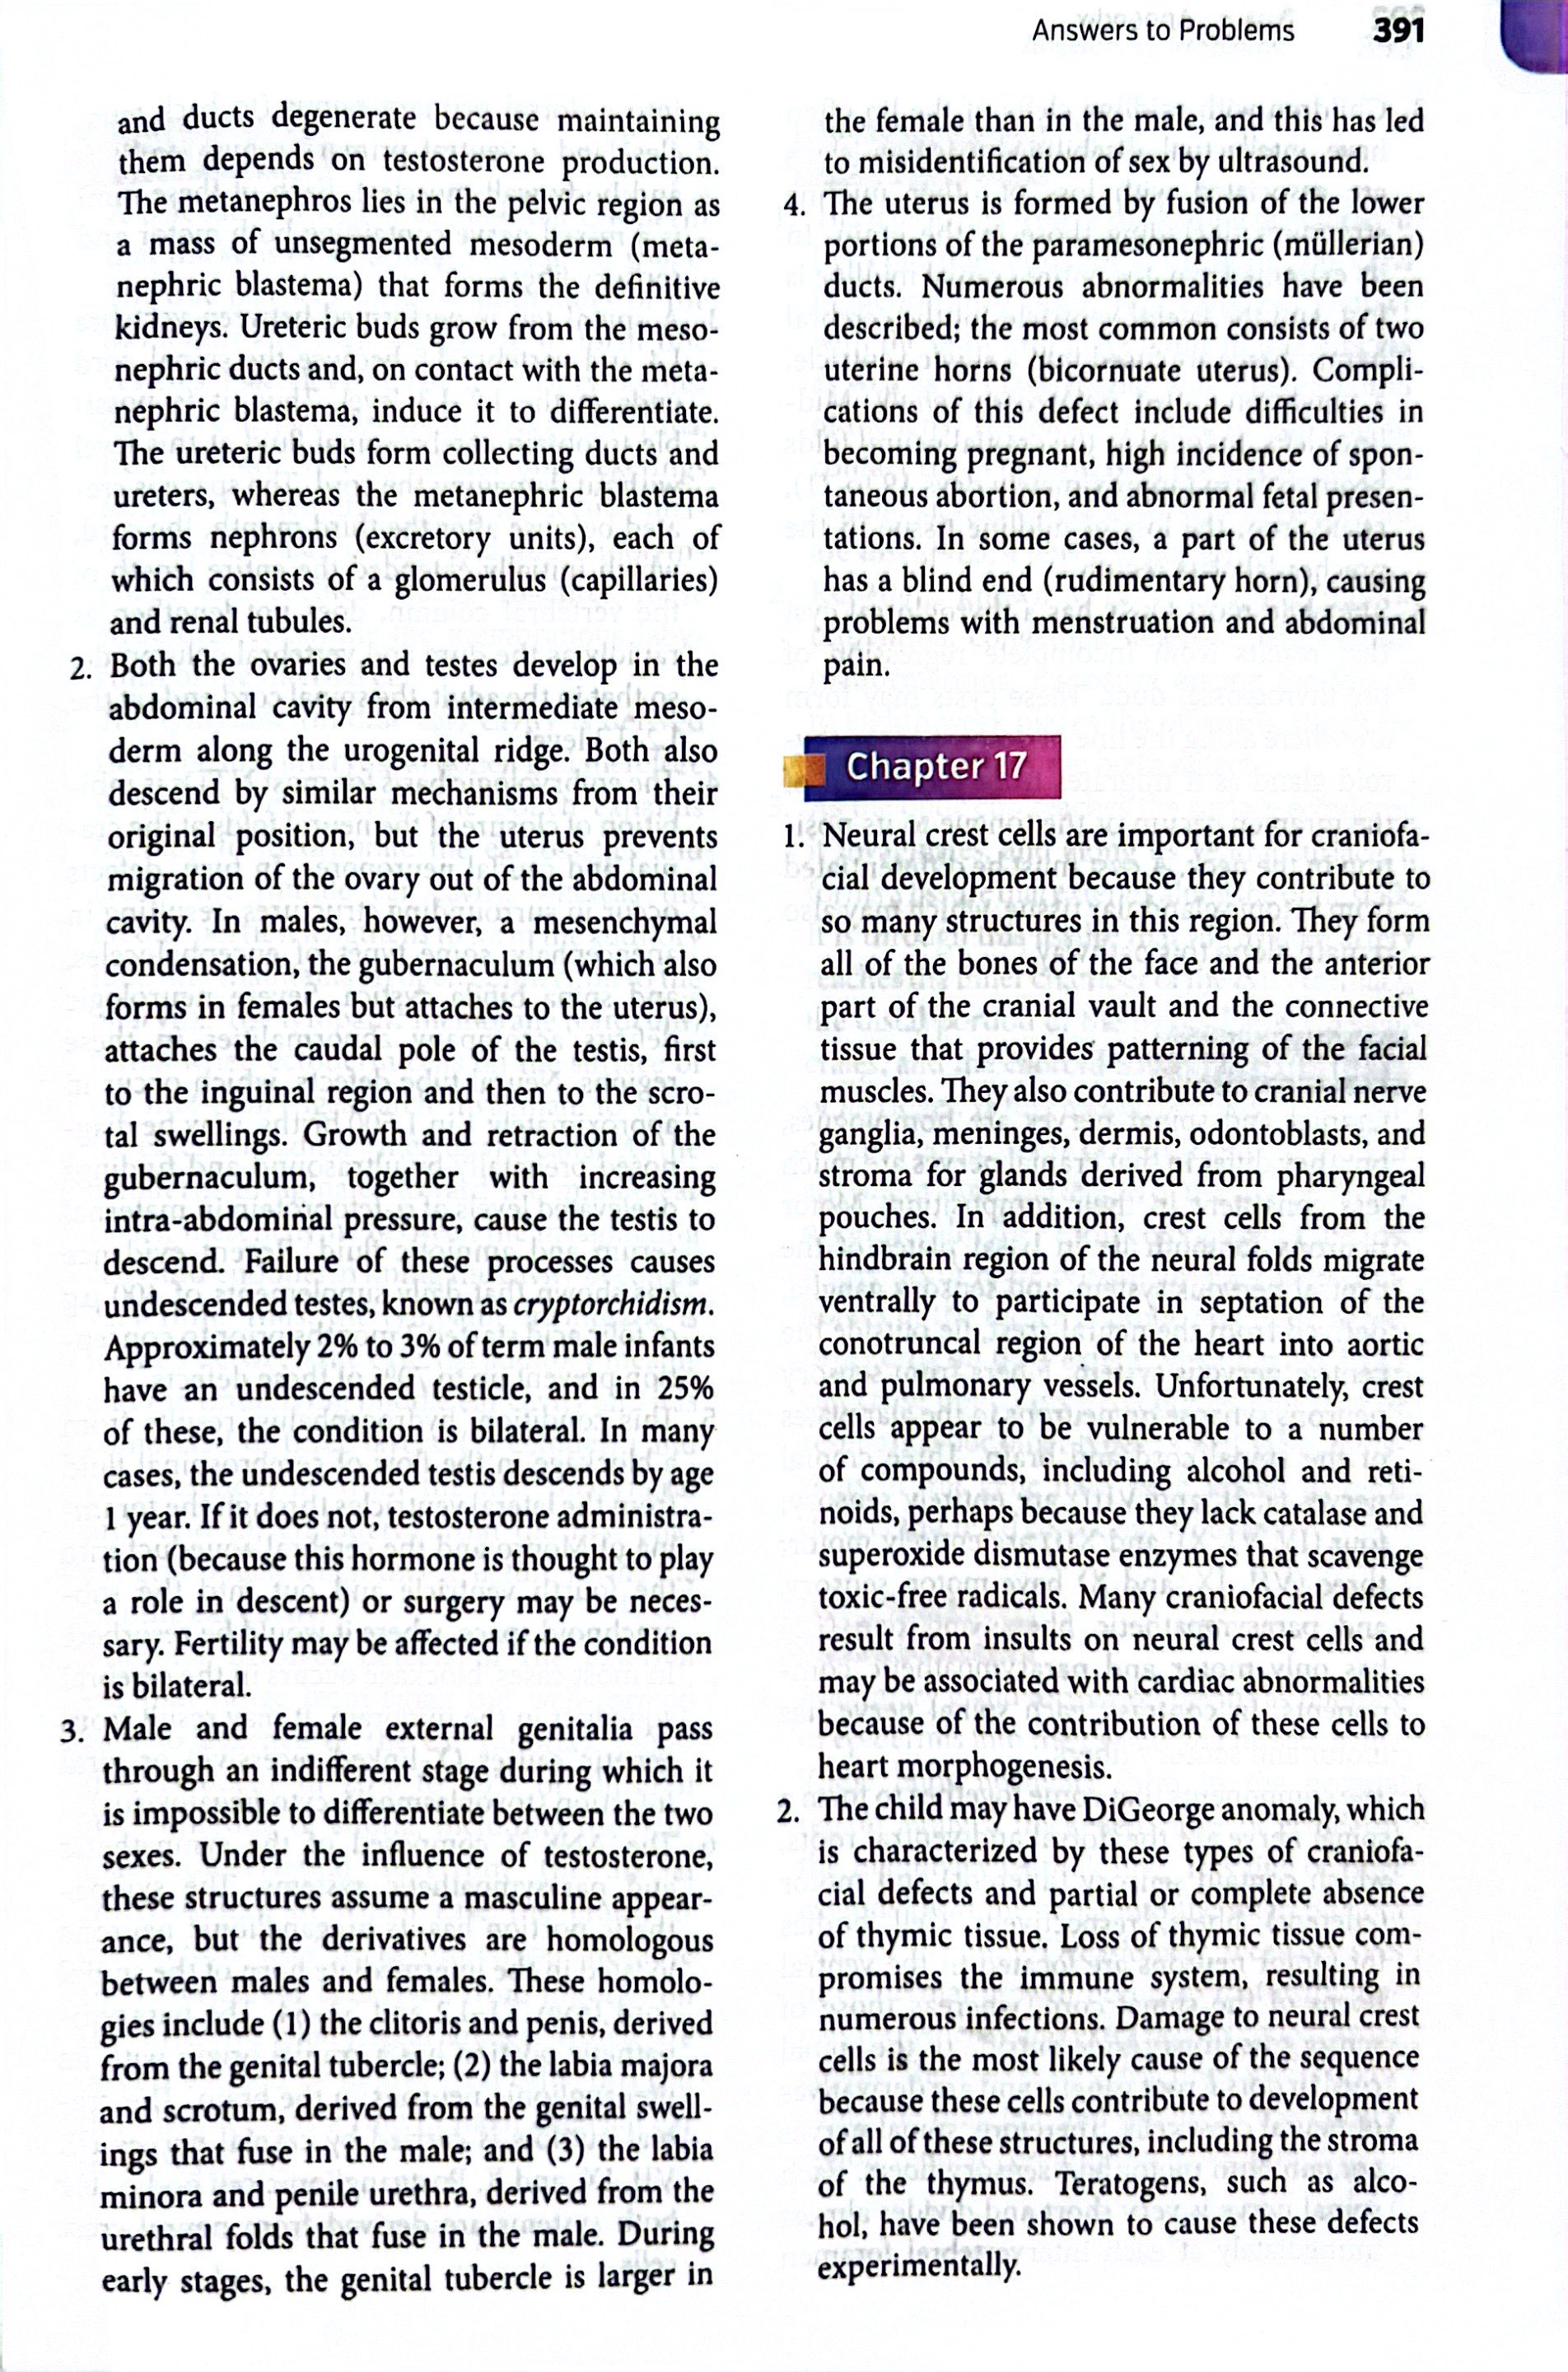 Answers to Problems 391
and ducts degenerate because maintaining
them depends on testosterone production.
The metanephros lies in the pelvic region as
a mass of unsegmented mesoderm (meta-
nephric blastema) that forms the definitive
kidneys. Ureteric buds grow from the meso-
nephric ducts and, on contact with the meta-
nephric blastema, induce it to differentiate.
The ureteric buds form collecting ducts and
ureters, whereas the metanephric blastema
forms nephrons (excretory units), each of
which consists of a glomerulus (capillaries)
and renal tubules.
2. Both the ovaries and testes develop in the
abdominal cavity from intermediate meso-
derm along the urogenital ridge. Both also
descend by similar mechanisms from their
original position, but the uterus prevents
migration of the ovary out of the abdominal
cavity. In males, however, a mesenchymal
condensation, the gubernaculum (which also
forms in females but attaches to the uterus),
attaches the caudal pole of the testis, first
to the inguinal region and then to the scro-
tal swellings. Growth and retraction of the
gubernaculum, together with increasing
intra-abdominal pressure, cause the testis to
descend. Failure of these processes causes
undescended testes, known as cryptorchidism.
Approximately 2% to 3% of term male infants
have an undescended testicle, and in 25%
of these, the condition is bilateral. In many
cases, the undescended testis descends by age
1 year. If it does not, testosterone administra-
tion (because this hormone is thought to play
a role in descent) or surgery may be neces-
sary. Fertility may be affected if the condition
is bilateral.
3. Male and female external genitalia pass
through an indifferent stage during which it
is impossible to differentiate between the two
sexes. Under the influence of testosterone,
these structures assume a masculine appear-
ance, but the derivatives are homologous
between males and females. These homolo-
gies include (1) the clitoris and penis, derived
from the genital tubercle; (2) the labia majora
and scrotum, derived from the genital swell-
ings that fuse in the male; and (3) the labia
minora and penile urethra, derived from the
urethral folds that fuse in the male. During
early stages, the genital tubercle is larger in
the female than in the male, and this has led
to misidentification of sex by ultrasound.
4. The uterus is formed by fusion of the lower
portions of the paramesonephric (müllerian)
ducts. Numerous abnormalities have been
described; the most common consists of two
uterine horns (bicornuate uterus). Compli-
cations of this defect include difficulties in
becoming pregnant, high incidence of spon-
taneous abortion, and abnormal fetal presen-
tations. In some cases, a part of the uterus
has a blind end (rudimentary horn), causing
problems with menstruation and abdominal
pain.
Chapter 17
1. Neural crest cells are important for craniofa-
cial development because they contribute to
so many structures in this region. They form
all of the bones of the face and the anterior
part of the cranial vault and the connective
tissue that provides patterning of the facial
muscles. They also contribute to cranial nerve
ganglia, meninges, dermis, odontoblasts, and
stroma for glands derived from pharyngeal
pouches. In addition, crest cells from the
hindbrain region of the neural folds migrate
ventrally to participate in septation of the
conotruncal region of the heart into aortic
and pulmonary vessels. Unfortunately, crest
cells appear to be vulnerable to a number
of compounds, including alcohol and reti-
noids, perhaps because they lack catalase and
superoxide dismutase enzymes that scavenge
toxic-free radicals. Many craniofacial defects
result from insults on neural crest cells and
may be associated with cardiac abnormalities
because of the contribution of these cells to
heart morphogenesis.
2. The child may have DiGeorge anomaly, which
is characterized by these types of craniofa-
cial defects and partial or complete absence
of thymic tissue. Loss of thymic tissue com-
promises the immune system, resulting in
numerous infections. Damage to neural crest
cells is the most likely cause of the sequence
because these cells contribute to development
of all of these structures, including the stroma
of the thymus. Teratogens, such as alco-
hol, have been shown to cause these defects
experimentally.